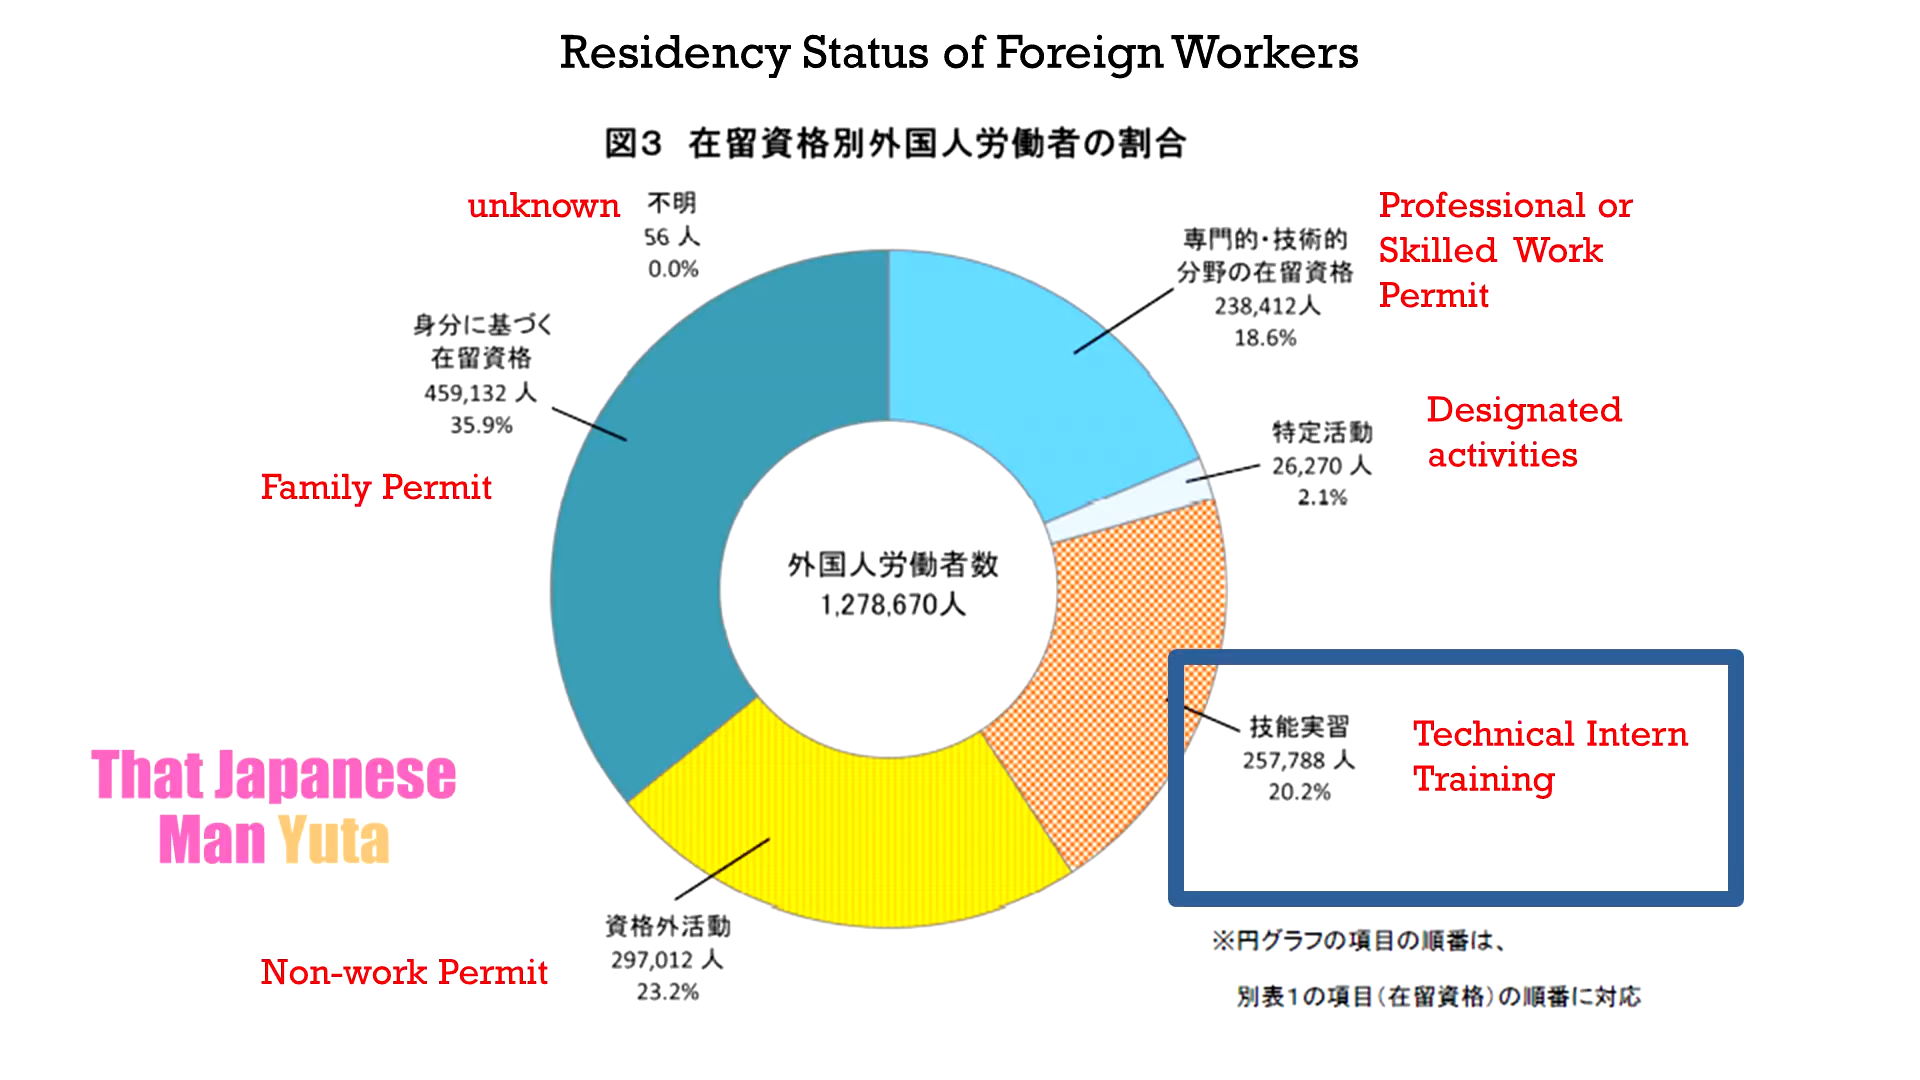 Residency Status of Foreign Workers
図3 在留資格別外国人労働者の割合
unknown
不明
56 人
0.0%
Professional or
Skilled Work
Permit
専門的・技術的
分野の在留資格
238,412人
18.6%
身分に基づく
在留資格
459,132 人
35.9%
Family Permit
Designated
activities
特定活動
26,270 人
2.1%
外国人労働者数
1,278,670人
技能実習
257,788 人
20.2%
Technical Intern
Training
That Japanese
Man Yuta
資格外活動
297,012 人
23.2%
Non-work Permit
※円グラフの項目の順番は、
別表1の項目(在留資格)の順番に対応